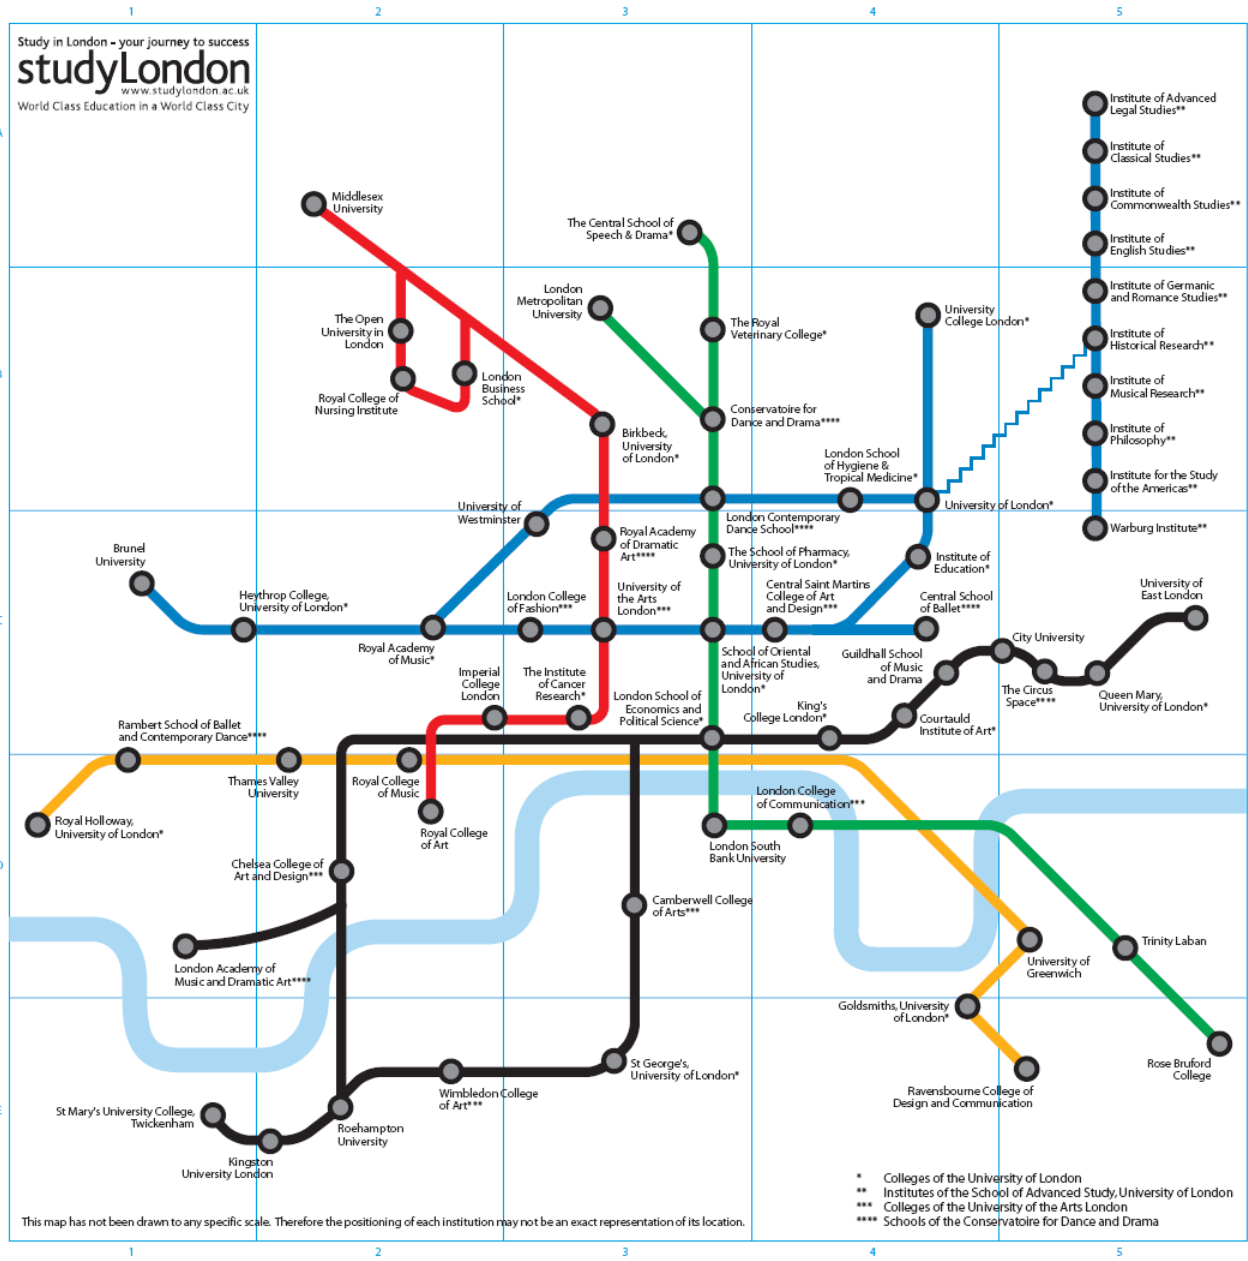 1 2 3 4 5
Study in London - your journey to success
studyLondon
www.studylondon.ac.uk
World Class Education in a World Class City
A
Institute of Advanced
Legal Studies**
Institute of
Classical Studies**
Institute of
Commonwealth Studies**
Institute of
English Studies**
Middlesex
University
The Central School of
Speech & Drama*
London
Metropolitan
University
The Open
University in
London
The Royal
Veterinary College*
University
College London*
Institute of Germanic
and Romance Studies**
Institute of
Historical Research**
B
Royal College of
Nursing Institute
London
Business
School*
Institute of
Musical Research**
Birkbeck,
University
of London*
Conservatoire for
Dance and Drama****
Institute of
Philosophy**
London School
of Hygiene &
Tropical Medicine*
Institute for the Study
of the Americas**
University of
Westminster
London Contemporary
Dance School****
University of London*
Warburg Institute**
Royal Academy
of Dramatic
Art****
The School of Pharmacy,
University of London*
Institute of
Education*
Brunel
University
Heythrop College,
University of London*
London College
of Fashion***
University of
the Arts
London***
Central Saint Martins
College of Art
and Design***
Central School
of Ballet****
University of
East London
C
Royal Academy
of Music*
School of Oriental
and African Studies,
University of
London*
Guildhall School
of Music
and Drama
City University
Imperial
College
London
The Institute
of Cancer
Research*
London School of
Economics and
Political Science*
King's
College London*
Courtauld
Institute of Art*
The Circus
Space****
Queen Mary,
University of London*
Rambert School of Ballet
and Contemporary Dance****
Thames Valley
University
Royal College
of Music
Royal Holloway,
University of London*
Royal College
of Art
London College
of Communication***
London South
Bank University
D
Chelsea College of
Art and Design***
Camberwell College
of Arts***
London Academy of
Music and Dramatic Art****
University of
Greenwich
Trinity Laban
Goldsmiths, University
of London*
Rose Bruford
College
St George's,
University of London*
Wimbledon College
of Art***
Ravensbourne College of
Design and Communication
E
St Mary's University College,
Twickenham
Roehampton
University
Kingston
University London
* Colleges of the University of London
** Institutes of the School of Advanced Study, University of London
*** Colleges of the University of the Arts London
**** Schools of the Conservatoire for Dance and Drama
This map has not been drawn to any specific scale. Therefore the positioning of each institution may not be an exact representation of its location.
1 2 3 4 5